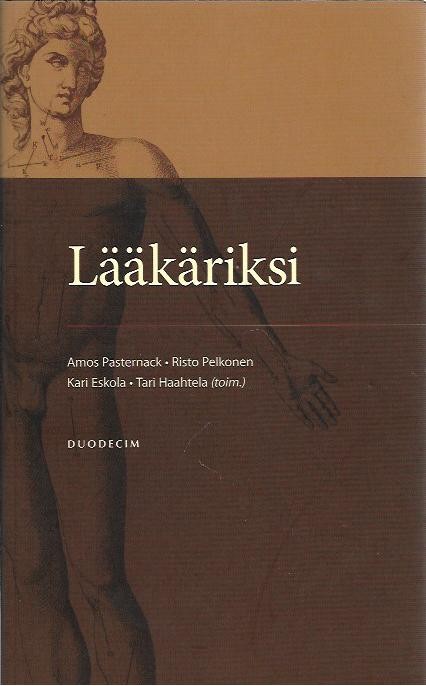 Lääkäriksi
Amos Pasternack • Risto Pelkonen
Kari Eskola • Tari Haahtela (toim.)
DUODECIM